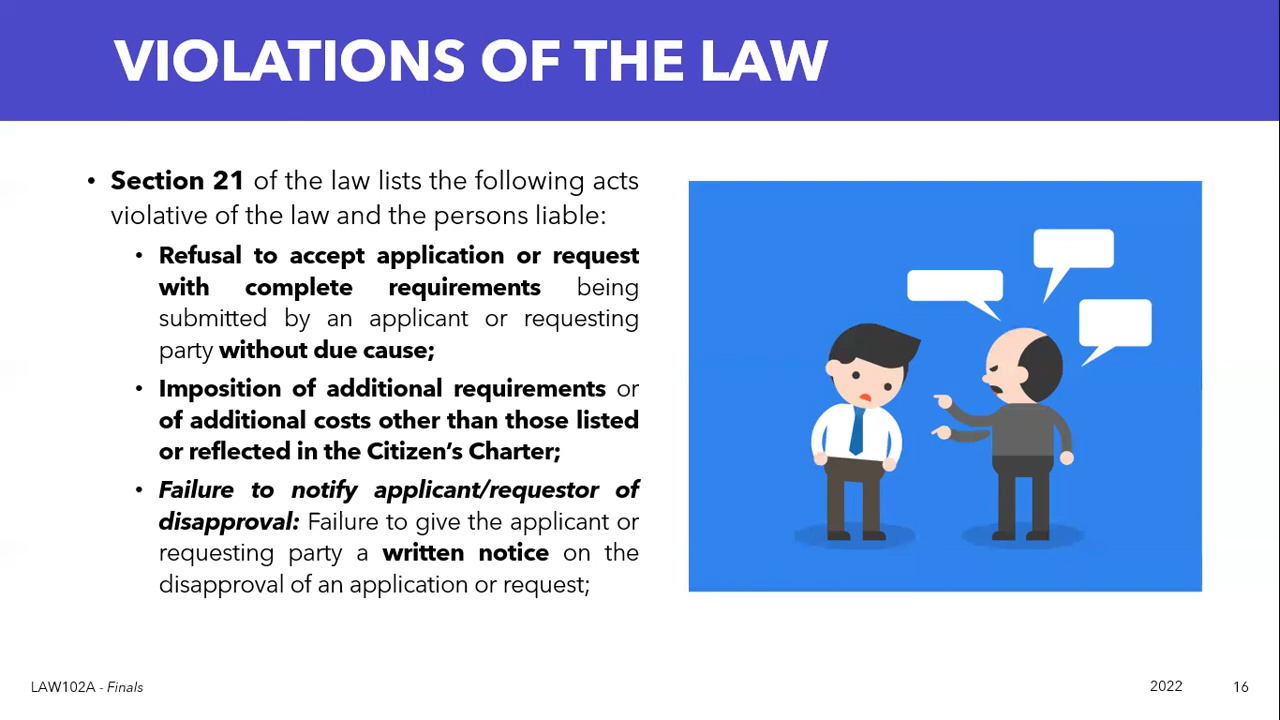 VIOLATIONS OF THE LAW
• Section 21 of the law lists the following acts
violative of the law and the persons liable:
• Refusal to accept application or request
with complete requirements being
submitted by an applicant or requesting
party without due cause;
• Imposition of additional requirements or
of additional costs other than those listed
or reflected in the Citizen‘s Charter;
• Failure to notify applicant/requestor of
disapproval: Failure to give the applicant or
requesting party a written notice on the
disapproval of an application or request;
LAW102A - Finals
2022
16